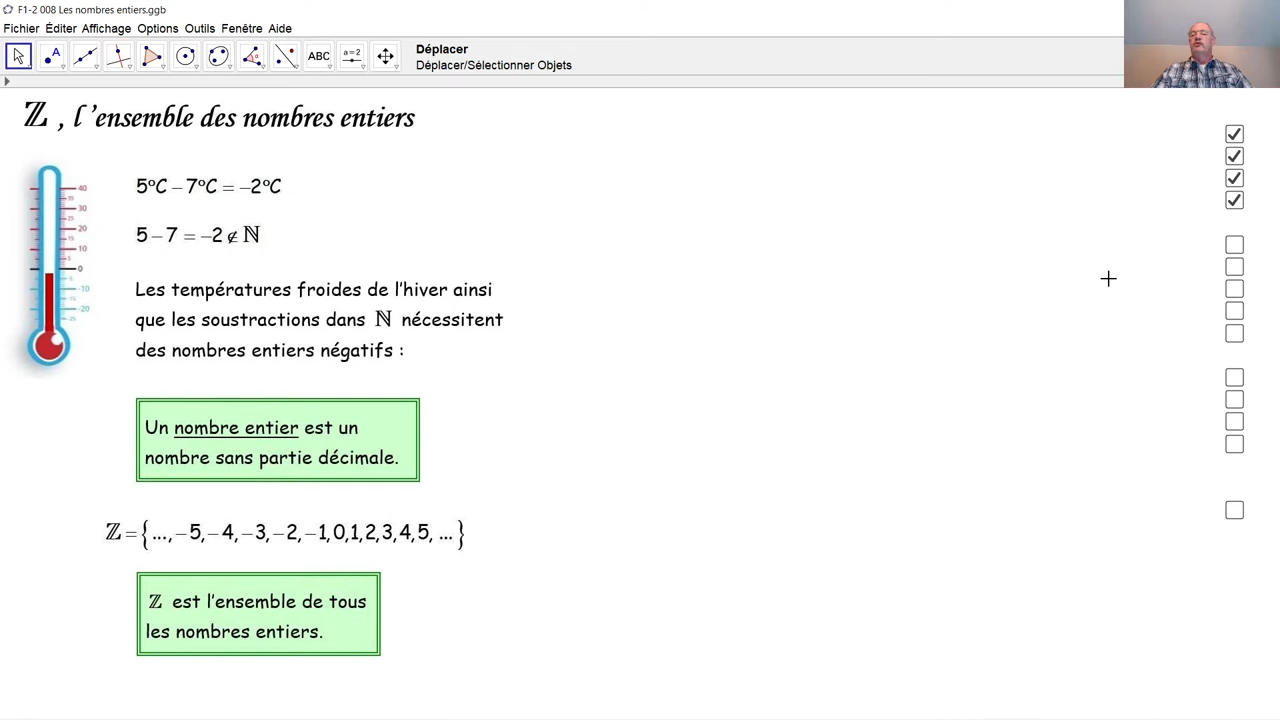 F1-2 008 Les nombres entiers.ggb
Fichier Éditer Affichage Options Outils Fenêtre Aide
A ABC a=2 Déplacer
Déplacer/Sélectionner Objets
ℤ , l'ensemble des nombres entiers
5°C – 7°C = –2°C
5 – 7 = –2 ∉ ℕ
Les températures froides de l'hiver ainsi
que les soustractions dans ℕ nécessitent
des nombres entiers négatifs :
40
30
20
10
0
-10
-20
Un nombre entier est un
nombre sans partie décimale.
ℤ = {..., –5, –4, –3, –2, –1,0,1,2,3,4,5, ...}
ℤ est l'ensemble de tous
les nombres entiers.